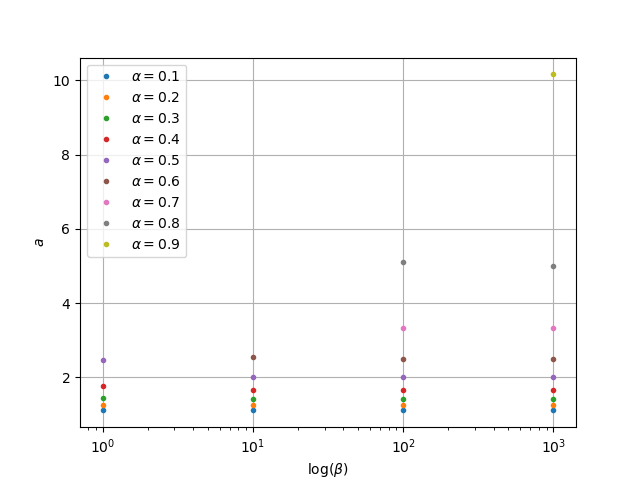 10
8
6
4
2
a
α = 0.1
α = 0.2
α = 0.3
α = 0.4
α = 0.5
α = 0.6
α = 0.7
α = 0.8
α = 0.9
10⁰ 10¹ 10² 10³
log(β)